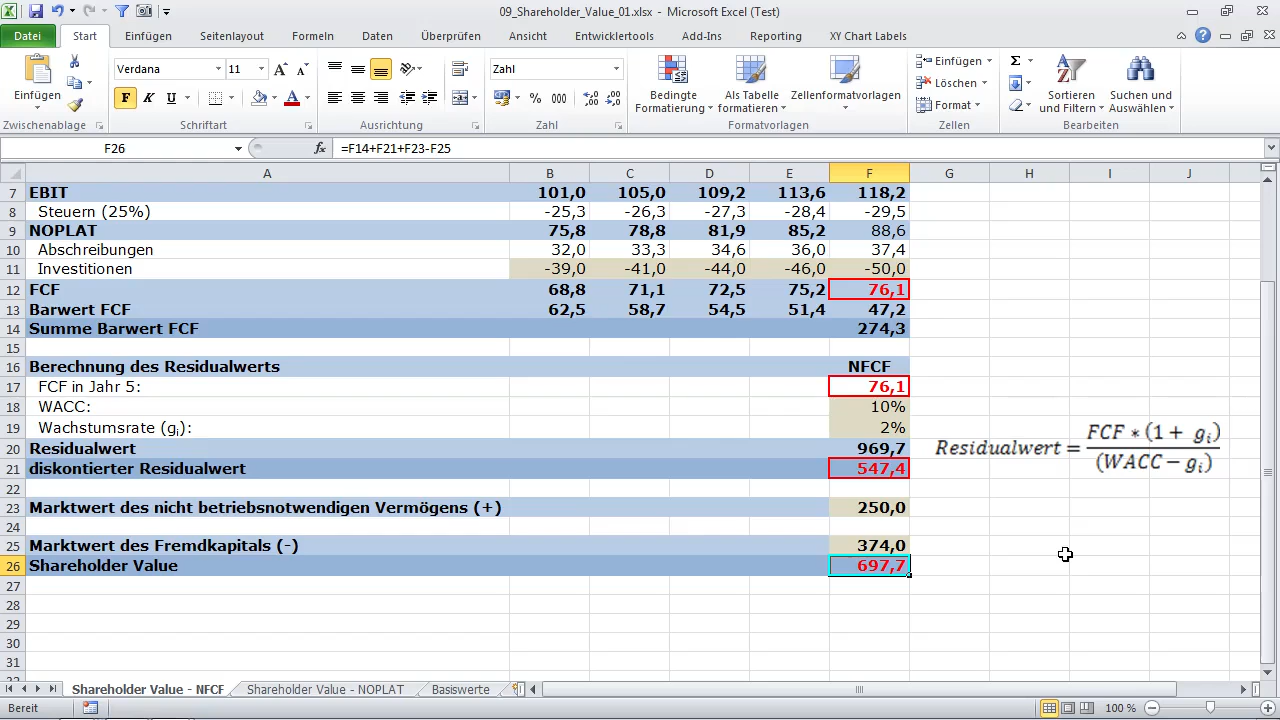 09_Shareholder_Value_01.xlsx - Microsoft Excel (Test)
Datei Start Einfügen Seitenlayout Formeln Daten Überprüfen Ansicht Entwicklertools Add-Ins Reporting XY Chart Labels
Einfügen
Verdana 11
F K U
Zahl
% 000
Bedingte Formatierung
Als Tabelle formatieren
Zellenformatvorlagen
Einfügen
Löschen
Format
Sortieren und Filtern
Suchen und Auswählen
Zwischenablage Schriftart Ausrichtung Zahl Formatvorlagen Zellen Bearbeiten
F26 fx =F14+F21+F23-F25
A B C D E F G H I J
7 EBIT 101,0 105,0 109,2 113,6 118,2
8 Steuern (25%) -25,3 -26,3 -27,3 -28,4 -29,5
9 NOPLAT 75,8 78,8 81,9 85,2 88,6
10 Abschreibungen 32,0 33,3 34,6 36,0 37,4
11 Investitionen -39,0 -41,0 -44,0 -46,0 -50,0
12 FCF 68,8 71,1 72,5 75,2 76,1
13 Barwert FCF 62,5 58,7 54,5 51,4 47,2
14 Summe Barwert FCF 274,3
15
16 Berechnung des Residualwerts NFCF
17 FCF in Jahr 5: 76,1
18 WACC: 10%
19 Wachstumsrate (gi): 2%
20 Residualwert 969,7
21 diskontierter Residualwert 547,4
22
23 Marktwert des nicht betriebsnotwendigen Vermögens (+) 250,0
24
25 Marktwert des Fremdkapitals (-) 374,0
26 Shareholder Value 697,7
27
28
29
30
31
Residualwert = FCF * (1 + gi) / (WACC − gi)
Shareholder Value - NFCF Shareholder Value - NOPLAT Basiswerte
Bereit 100 %